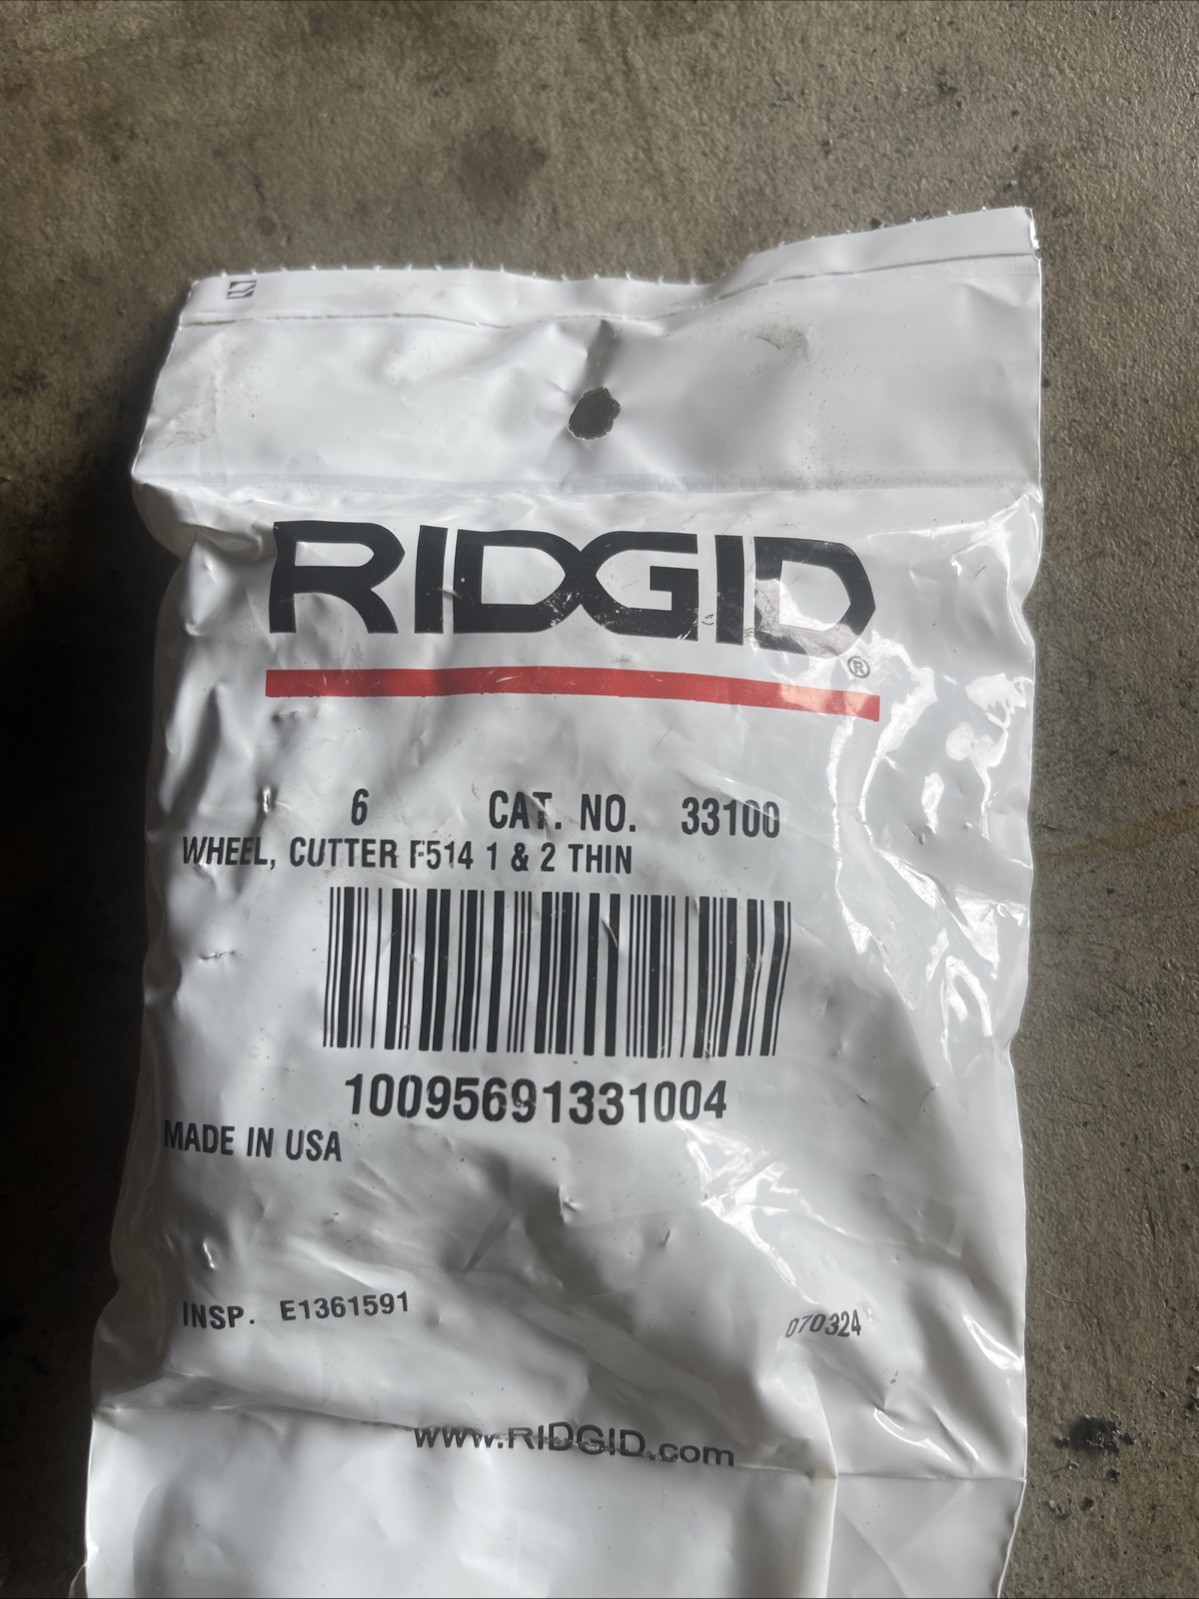 RIDGID®
6 CAT. NO. 33100
WHEEL, CUTTER F514 1 & 2 THIN
10095691331004
MADE IN USA
INSP. E1361591 070324
www.RIDGID.com